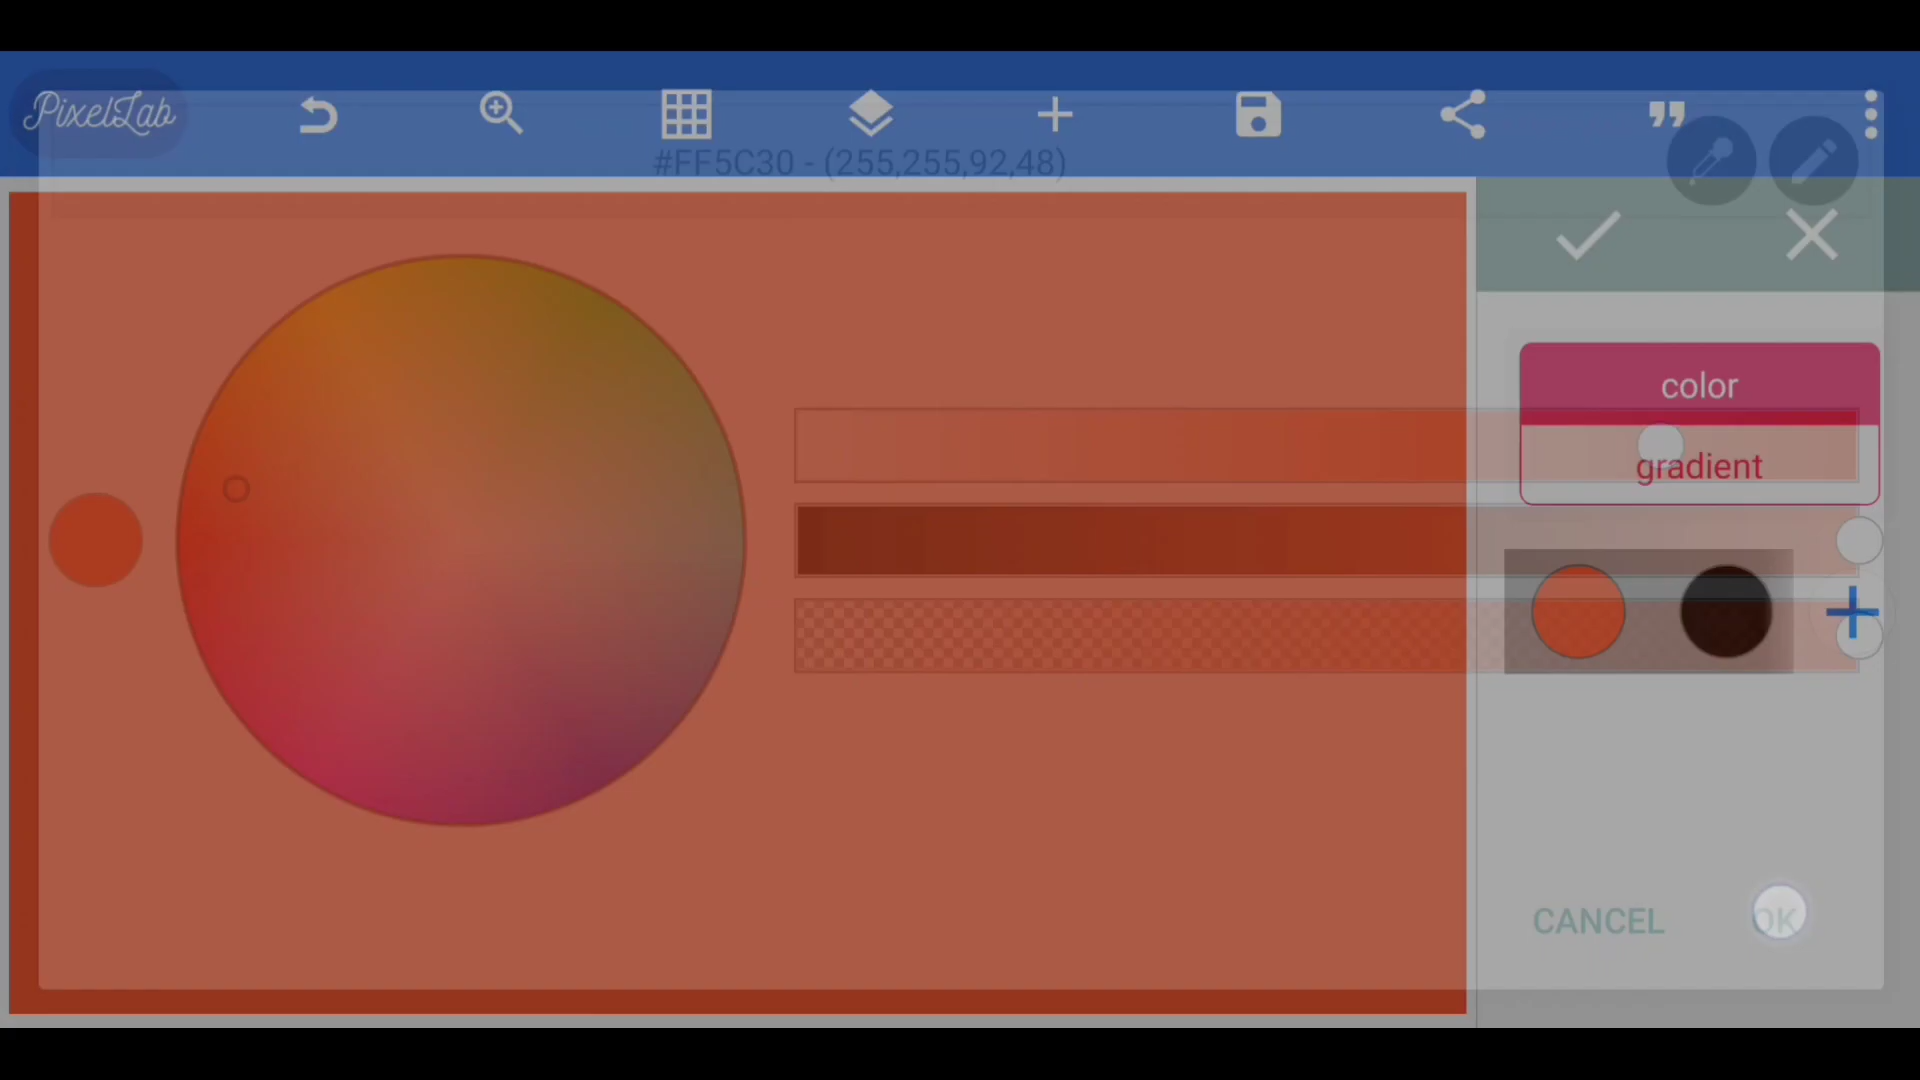 PixelLab
#FF5C30 - (255,255,92,48)
color
gradient
CANCEL
OK